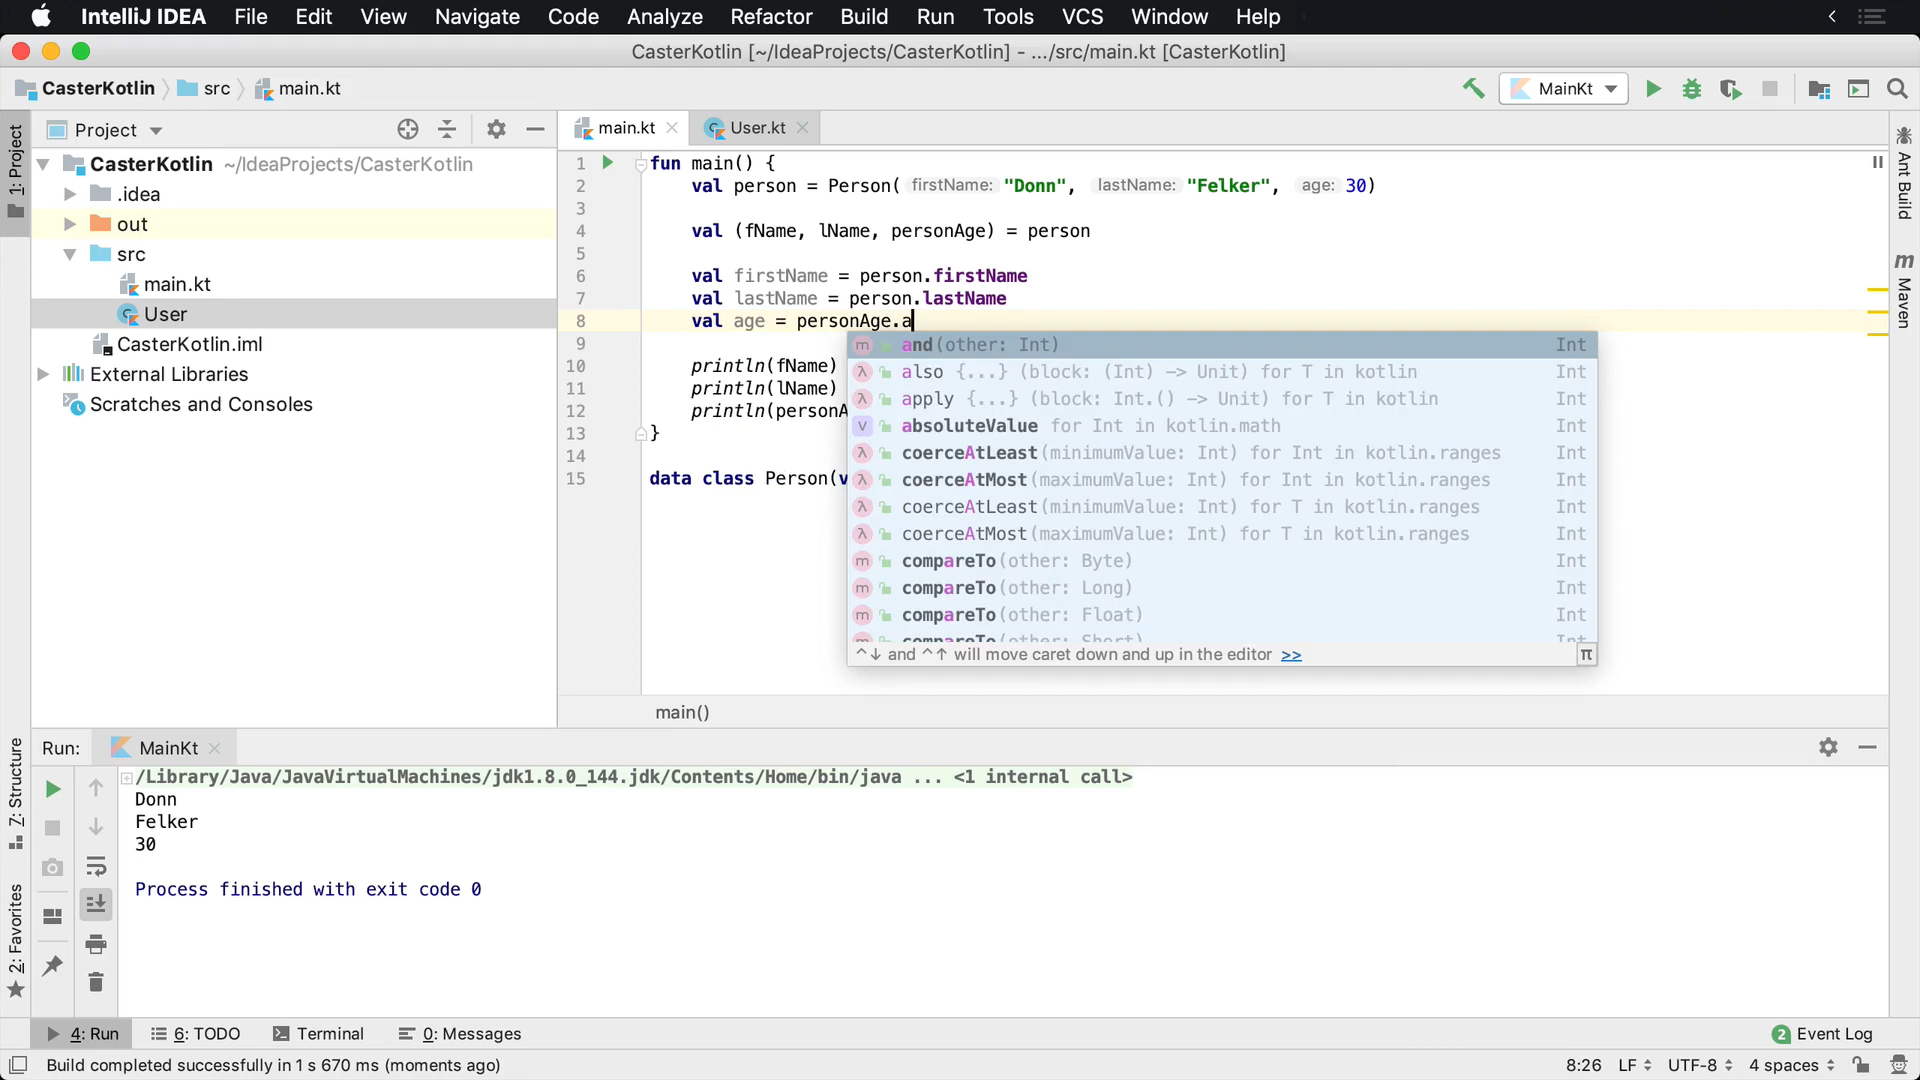 IntelliJ IDEA File Edit View Navigate Code Analyze Refactor Build Run Tools VCS Window Help
CasterKotlin [~/IdeaProjects/CasterKotlin] - .../src/main.kt [CasterKotlin]
CasterKotlin src main.kt MainKt
1: Project
Project
CasterKotlin ~/IdeaProjects/CasterKotlin
.idea
out
src
main.kt
User
CasterKotlin.iml
External Libraries
Scratches and Consoles
main.kt User.kt
1 fun main() {
2 val person = Person( firstName: "Donn", lastName: "Felker", age: 30)
3
4 val (fName, lName, personAge) = person
5
6 val firstName = person.firstName
7 val lastName = person.lastName
8 val age = personAge.a
9
10 println(fName)
11 println(lName)
12 println(personA
13 }
14
15 data class Person(v
and(other: Int) Int
also {...} (block: (Int) -> Unit) for T in kotlin Int
apply {...} (block: Int.() -> Unit) for T in kotlin Int
v absoluteValue for Int in kotlin.math Int
λ coerceAtLeast(minimumValue: Int) for Int in kotlin.ranges Int
λ coerceAtMost(maximumValue: Int) for Int in kotlin.ranges Int
λ coerceAtLeast(minimumValue: Int) for T in kotlin.ranges Int
λ coerceAtMost(maximumValue: Int) for T in kotlin.ranges Int
m compareTo(other: Byte) Int
m compareTo(other: Long) Int
m compareTo(other: Float) Int
compareTo(other: Short) Int
^↓ and ^↑ will move caret down and up in the editor >> π
main()
Ant Build
m Maven
Z: Structure
2: Favorites
Run: MainKt
/Library/Java/JavaVirtualMachines/jdk1.8.0_144.jdk/Contents/Home/bin/java ... <1 internal call>
Donn
Felker
30
Process finished with exit code 0
4: Run 6: TODO Terminal 0: Messages 2 Event Log
Build completed successfully in 1 s 670 ms (moments ago) 8:26 LF UTF-8 4 spaces